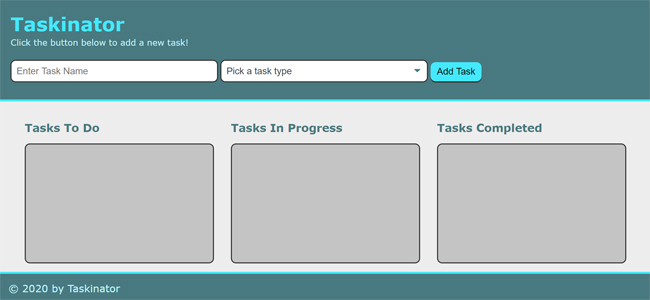 Taskinator
Click the button below to add a new task!
Enter Task Name
Pick a task type
Add Task
Tasks To Do
Tasks In Progress
Tasks Completed
© 2020 by Taskinator